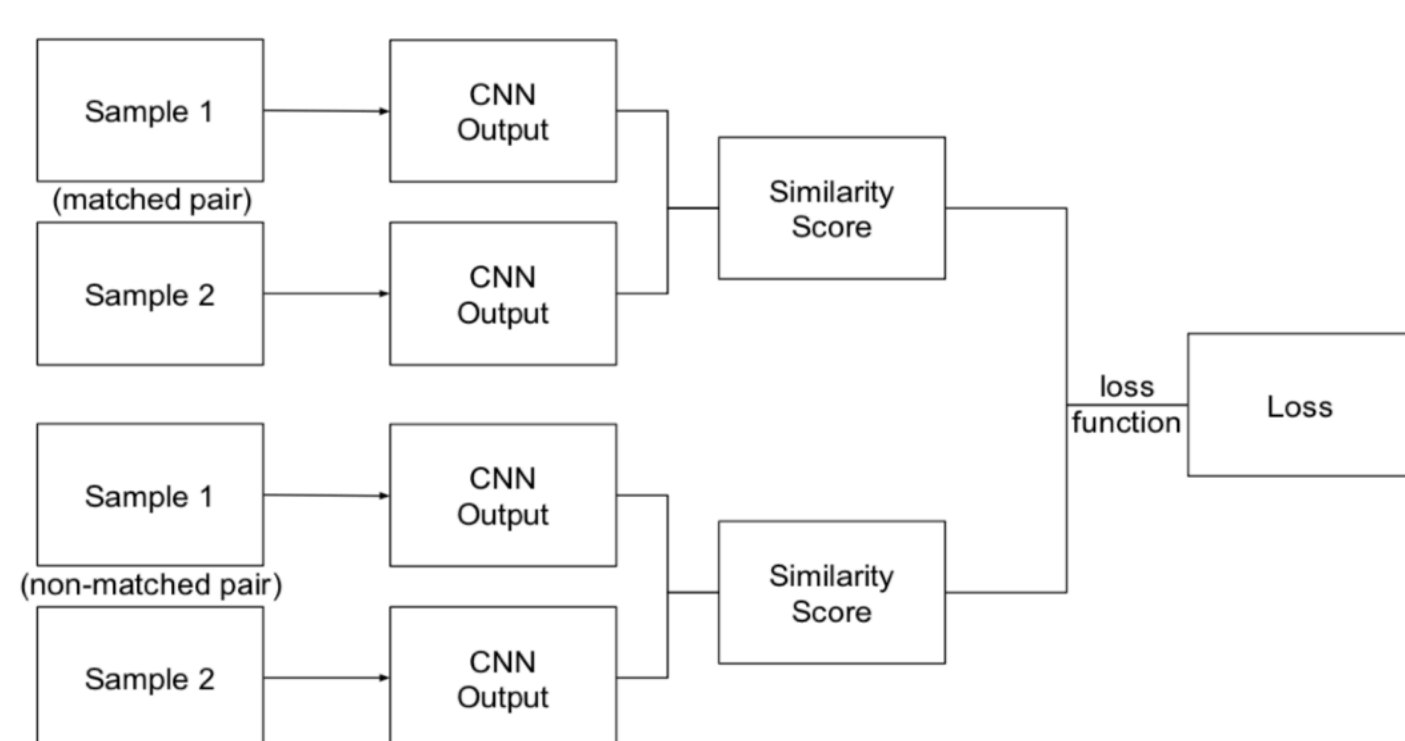 Sample 1
(matched pair)
Sample 2
CNN
Output
CNN
Output
Similarity
Score
Sample 1
(non-matched pair)
Sample 2
CNN
Output
CNN
Output
Similarity
Score
loss
function
Loss